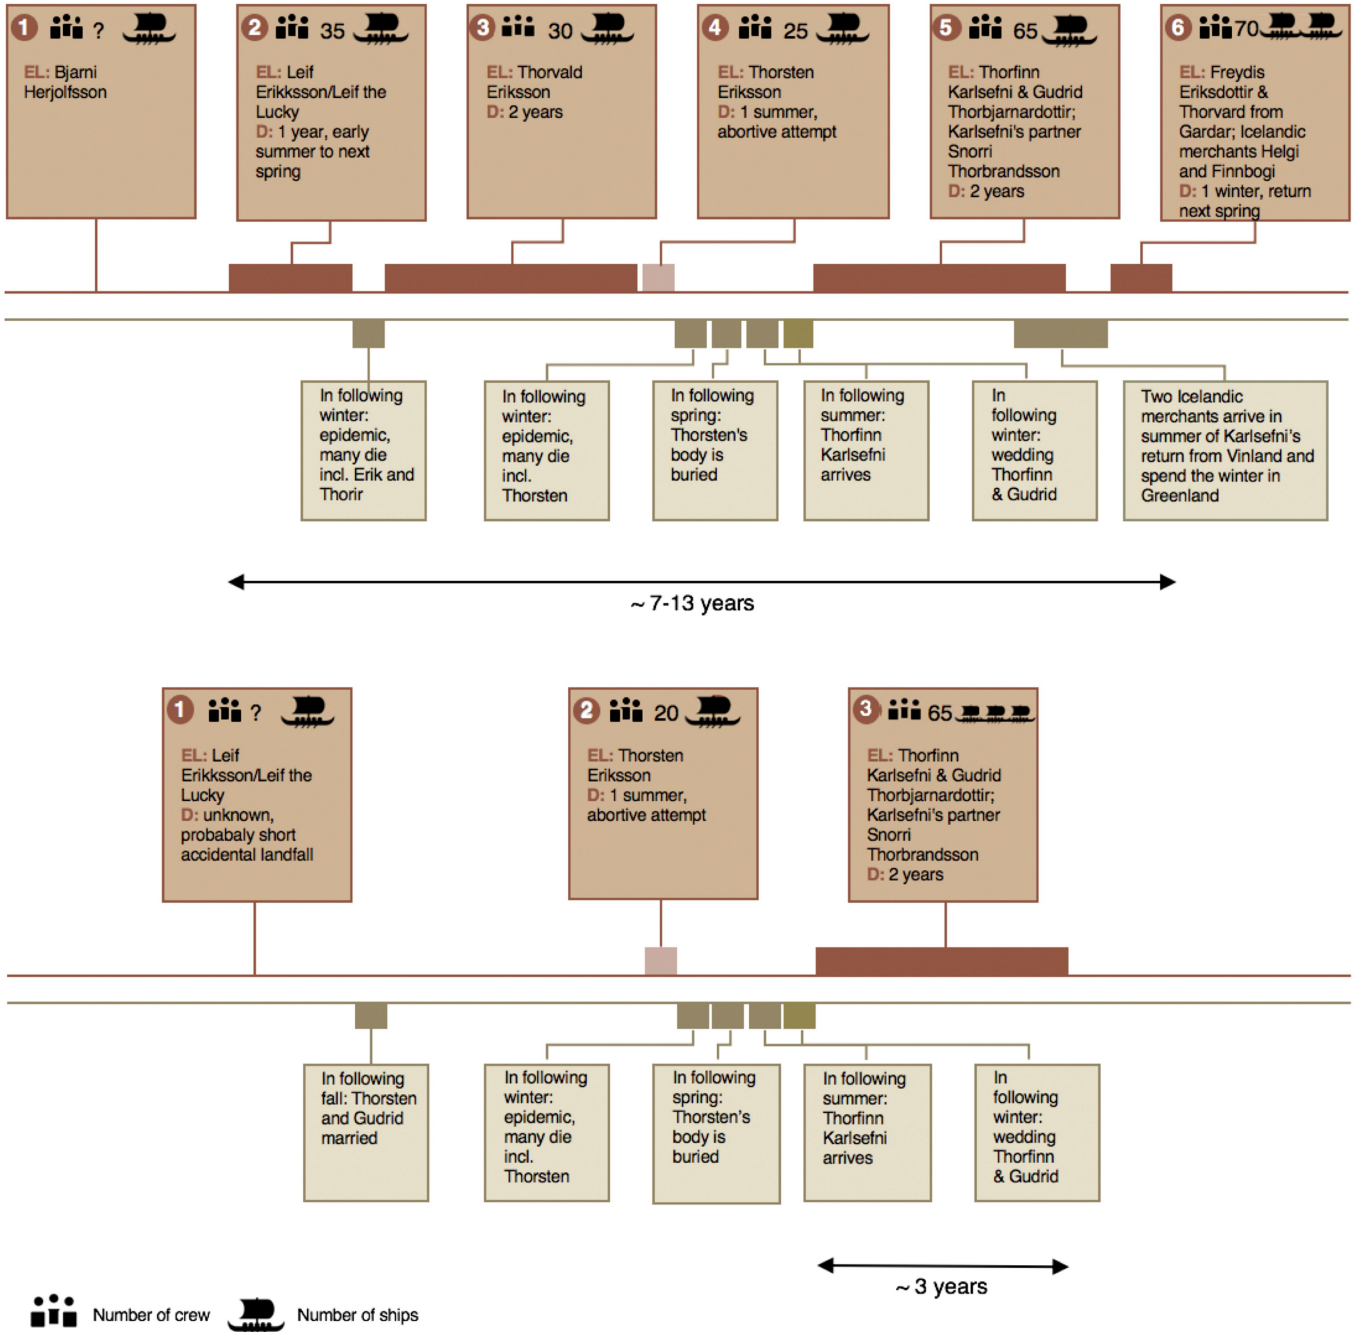 1 ?
EL: Bjarni
Herjolfsson
2 35
EL: Leif
Erikksson/Leif the
Lucky
D: 1 year, early
summer to next
spring
3 30
EL: Thorvald
Eriksson
D: 2 years
4 25
EL: Thorsten
Eriksson
D: 1 summer,
abortive attempt
5 65
EL: Thorfinn
Karlsefni & Gudrid
Thorbjarnardottir;
Karlsefni's partner
Snorri
Thorbrandsson
D: 2 years
6 70
EL: Freydis
Eriksdottir &
Thorvard from
Gardar; Icelandic
merchants Helgi
and Finnbogi
D: 1 winter, return
next spring
In following
winter:
epidemic,
many die
incl. Erik and
Thorir
In following
winter:
epidemic,
many die
incl.
Thorsten
In following
spring:
Thorsten's
body is
buried
In following
summer:
Thorfinn
Karlsefni
arrives
In
following
winter:
wedding
Thorfinn
& Gudrid
Two Icelandic
merchants arrive in
summer of Karlsefni's
return from Vinland and
spend the winter in
Greenland
~ 7-13 years
1 ?
EL: Leif
Erikksson/Leif the
Lucky
D: unknown,
probabaly short
accidental landfall
2 20
EL: Thorsten
Eriksson
D: 1 summer,
abortive attempt
3 65
EL: Thorfinn
Karlsefni & Gudrid
Thorbjarnardottir;
Karlsefni's partner
Snorri
Thorbrandsson
D: 2 years
In following
fall: Thorsten
and Gudrid
married
In following
winter:
epidemic,
many die
incl.
Thorsten
In following
spring:
Thorsten's
body is
buried
In following
summer:
Thorfinn
Karlsefni
arrives
In
following
winter:
wedding
Thorfinn
& Gudrid
~ 3 years
Number of crew
Number of ships